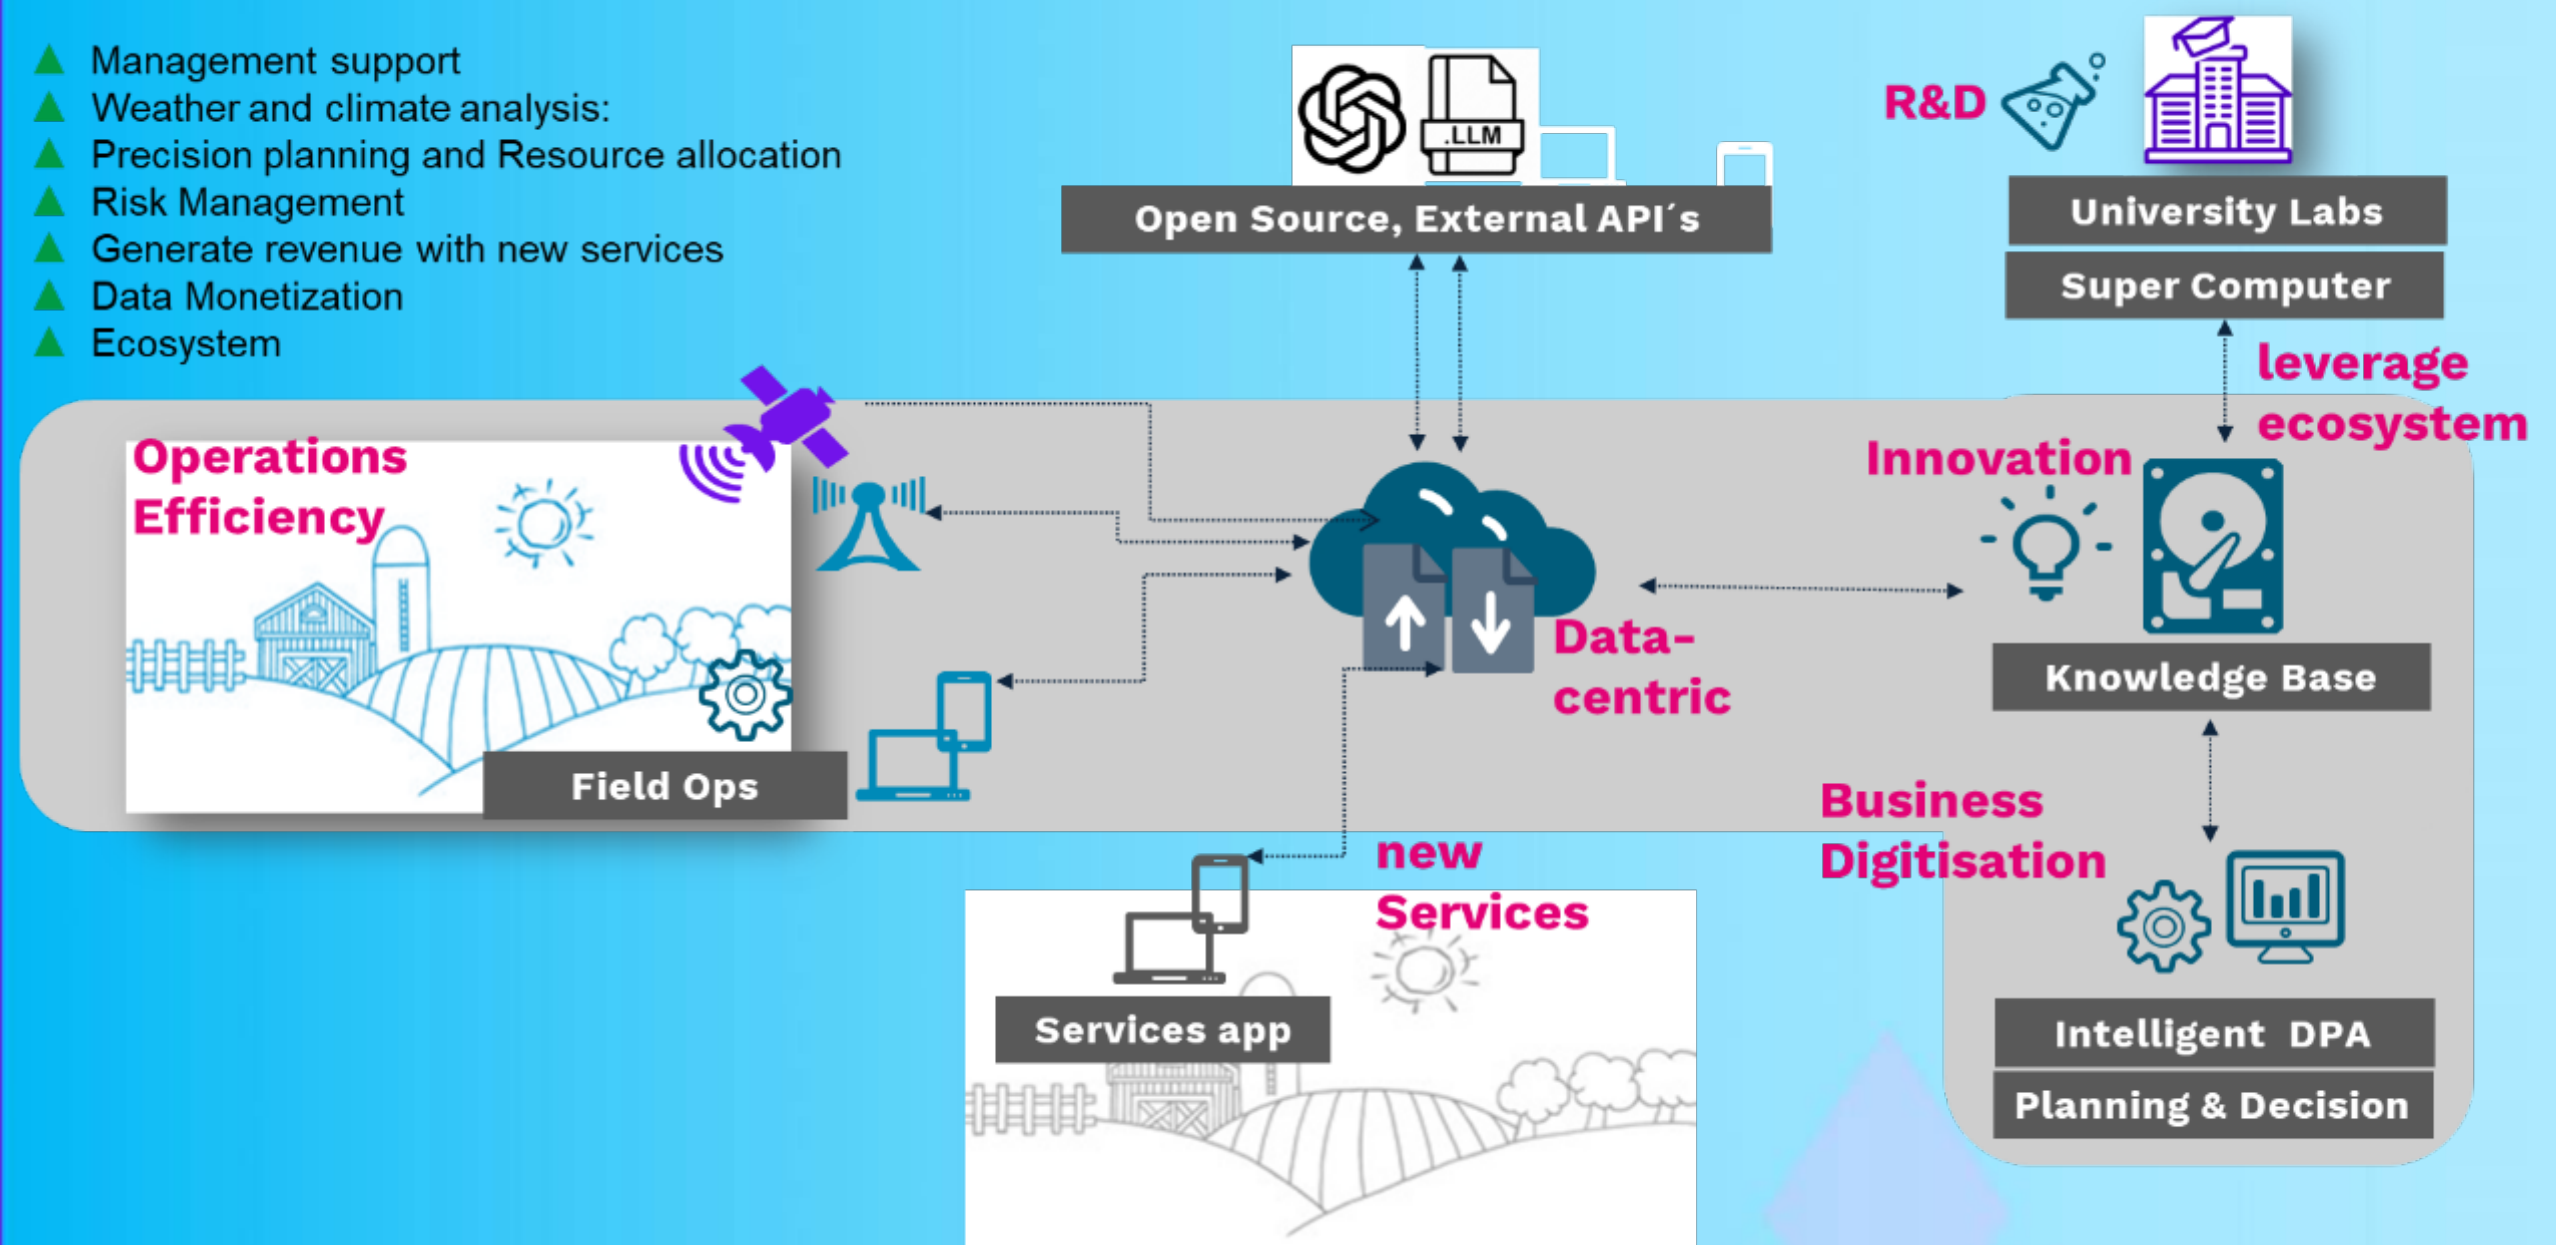 Management support
Weather and climate analysis:
Precision planning and Resource allocation
Risk Management
Generate revenue with new services
Data Monetization
Ecosystem
.LLM
Open Source, External API´s
R&D
University Labs
Super Computer
leverage
ecosystem
Operations
Efficiency
Innovation
Data-
centric
Knowledge Base
Field Ops
Business
Digitisation
new
Services
Services app
Intelligent DPA
Planning & Decision